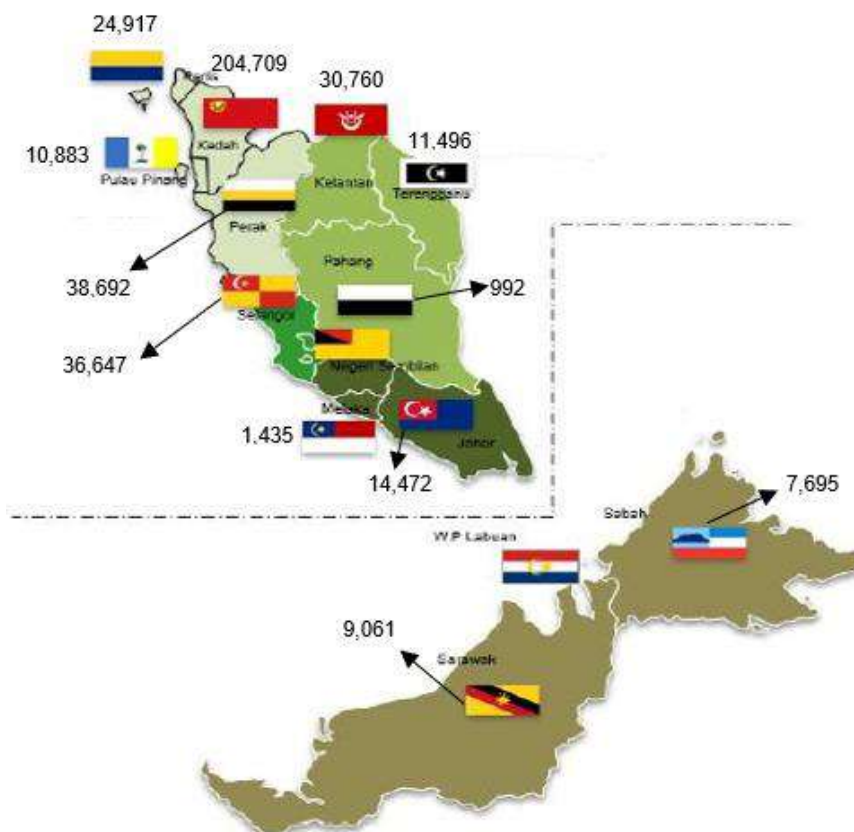 24,917
204,709
30,760
Perlis
11,496
10,883
Kedah
Pulau Pinang
Kelantan
Terengganu
Perak
Pahang
38,692
992
Selangor
36,647
Negeri Sembilan
Melaka
1,435
Johor
14,472
7,695
Sabah
W.P Labuan
9,061
Sarawak